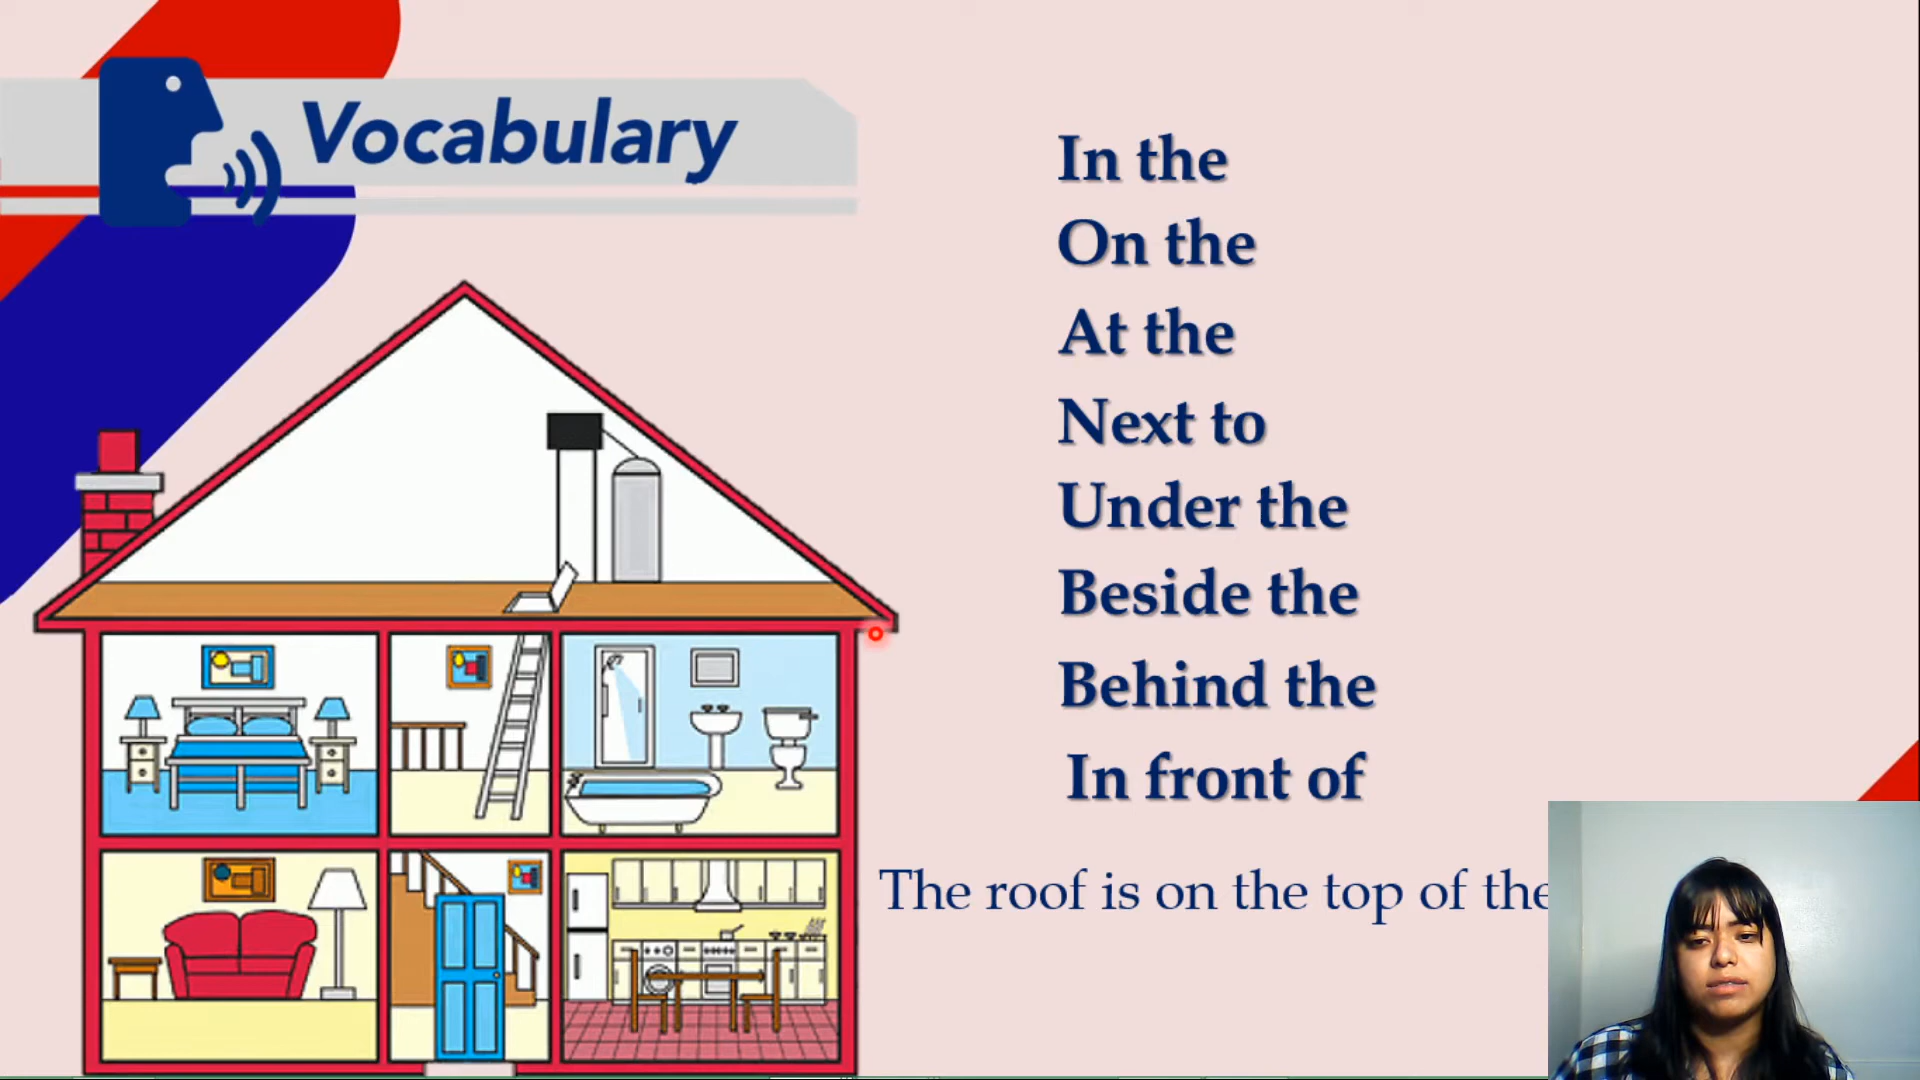 Vocabulary
In the
On the
At the
Next to
Under the
Beside the
Behind the
In front of
The roof is on the top of the